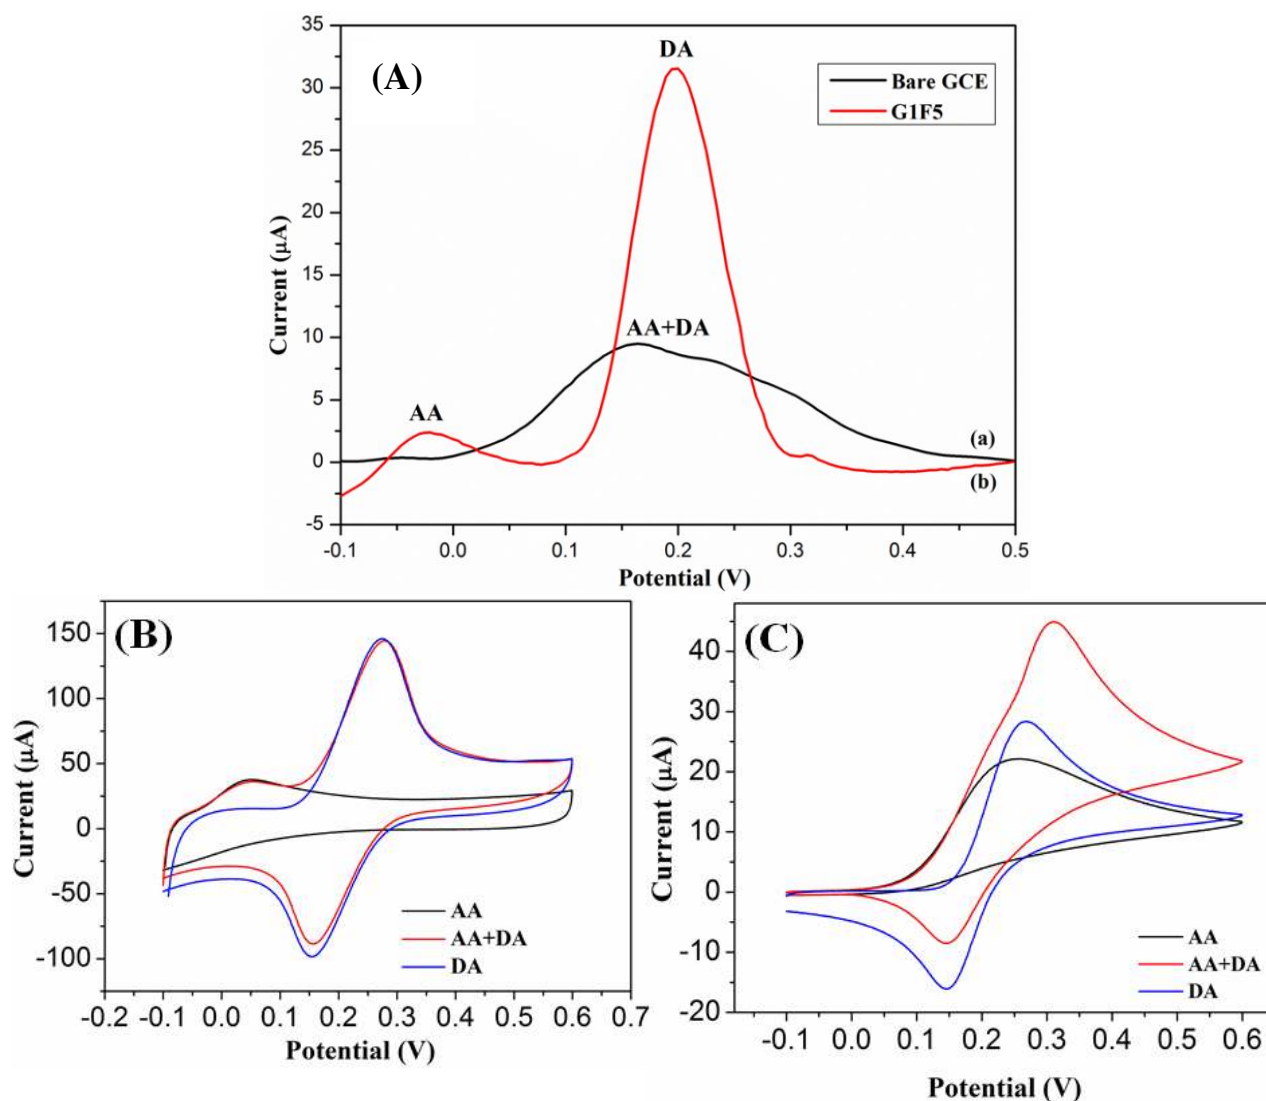 (A)
DA
Bare GCE
G1F5
AA+DA
AA
(a)
(b)
35
30
25
20
15
10
5
0
-5
Current (µA)
-0.1 0.0 0.1 0.2 0.3 0.4 0.5
Potential (V)
(B)
150
100
50
0
-50
-100
Current (µA)
AA
AA+DA
DA
-0.2 -0.1 0.0 0.1 0.2 0.3 0.4 0.5 0.6 0.7
Potential (V)
(C)
40
30
20
10
0
-10
-20
Current (µA)
AA
AA+DA
DA
-0.1 0.0 0.1 0.2 0.3 0.4 0.5 0.6
Potential (V)